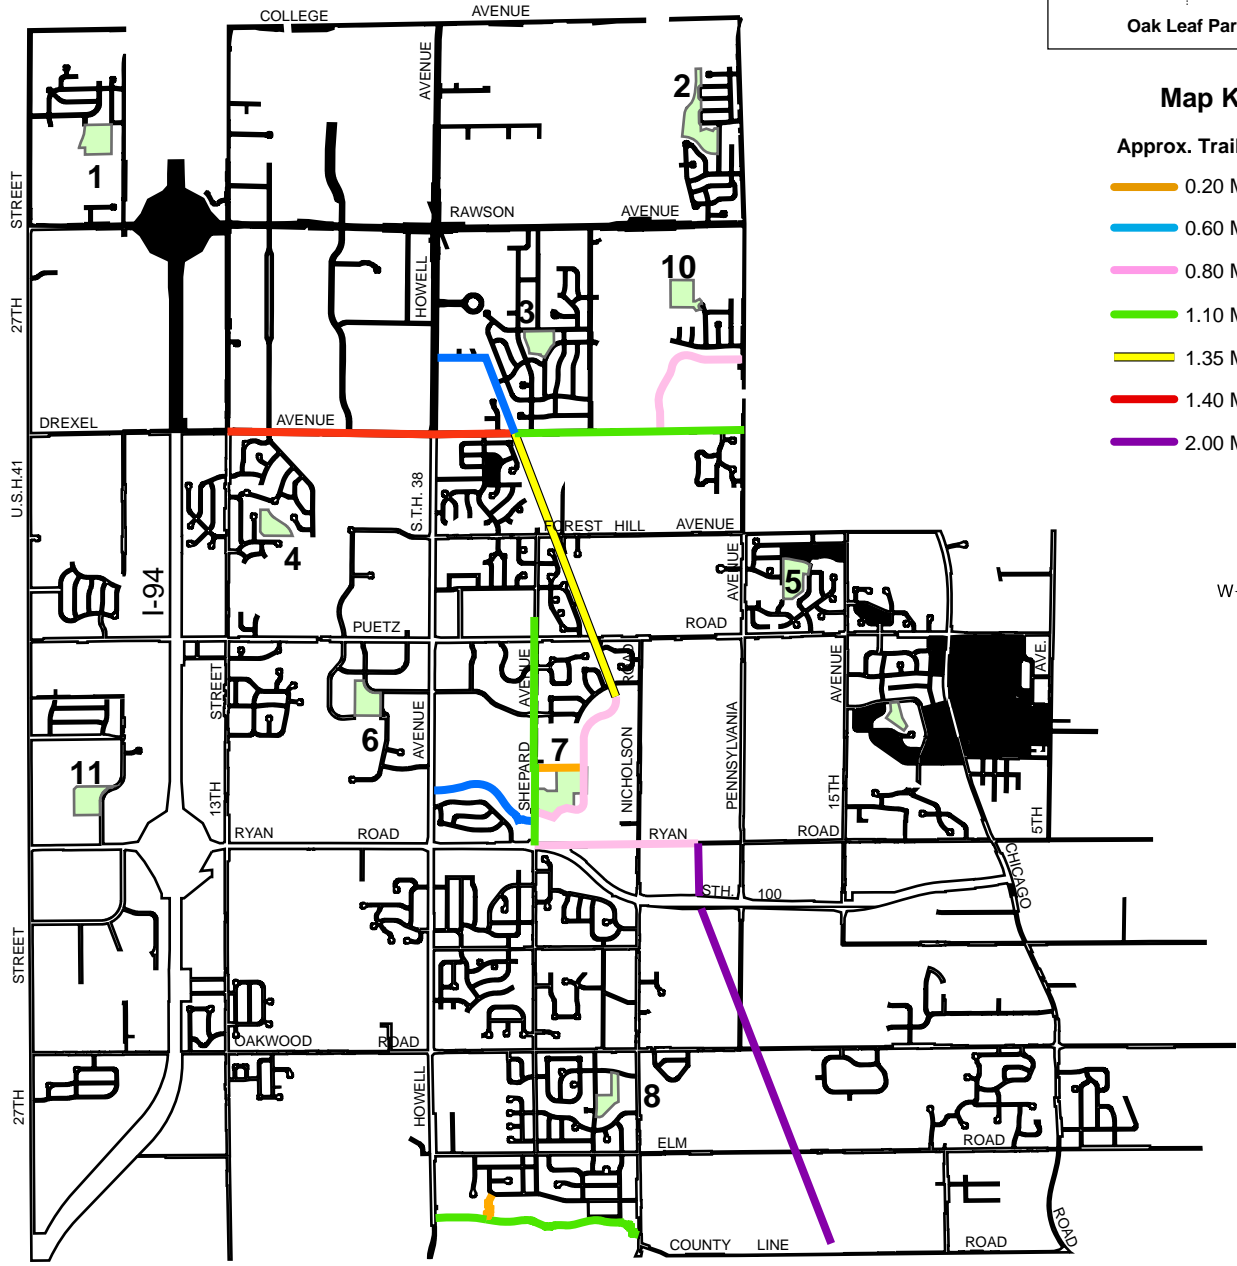 COLLEGE AVENUE
Oak Leaf Par
AVENUE
2
Map K
Approx. Trail
1
STREET
0.20 M
RAWSON AVENUE
0.60 M
10
0.80 M
27TH
HOWELL
3
1.10 M
1.35 M
1.40 M
DREXEL AVENUE
2.00 M
U.S.H.41
S.T.H. 38
FOREST HILL AVENUE
4
AVENUE
5
I-94
W-
PUETZ ROAD
STREET
AVENUE
ROAD
AVENUE
AVE.
6
AVENUE
7
SHEPARD
NICHOLSON
PENNSYLVANIA
11
13TH
15TH
5TH
RYAN ROAD RYAN ROAD
CHICAGO
STH. 100
STREET
OAKWOOD ROAD
27TH
HOWELL
8
ELM ROAD
COUNTY LINE ROAD
ROAD